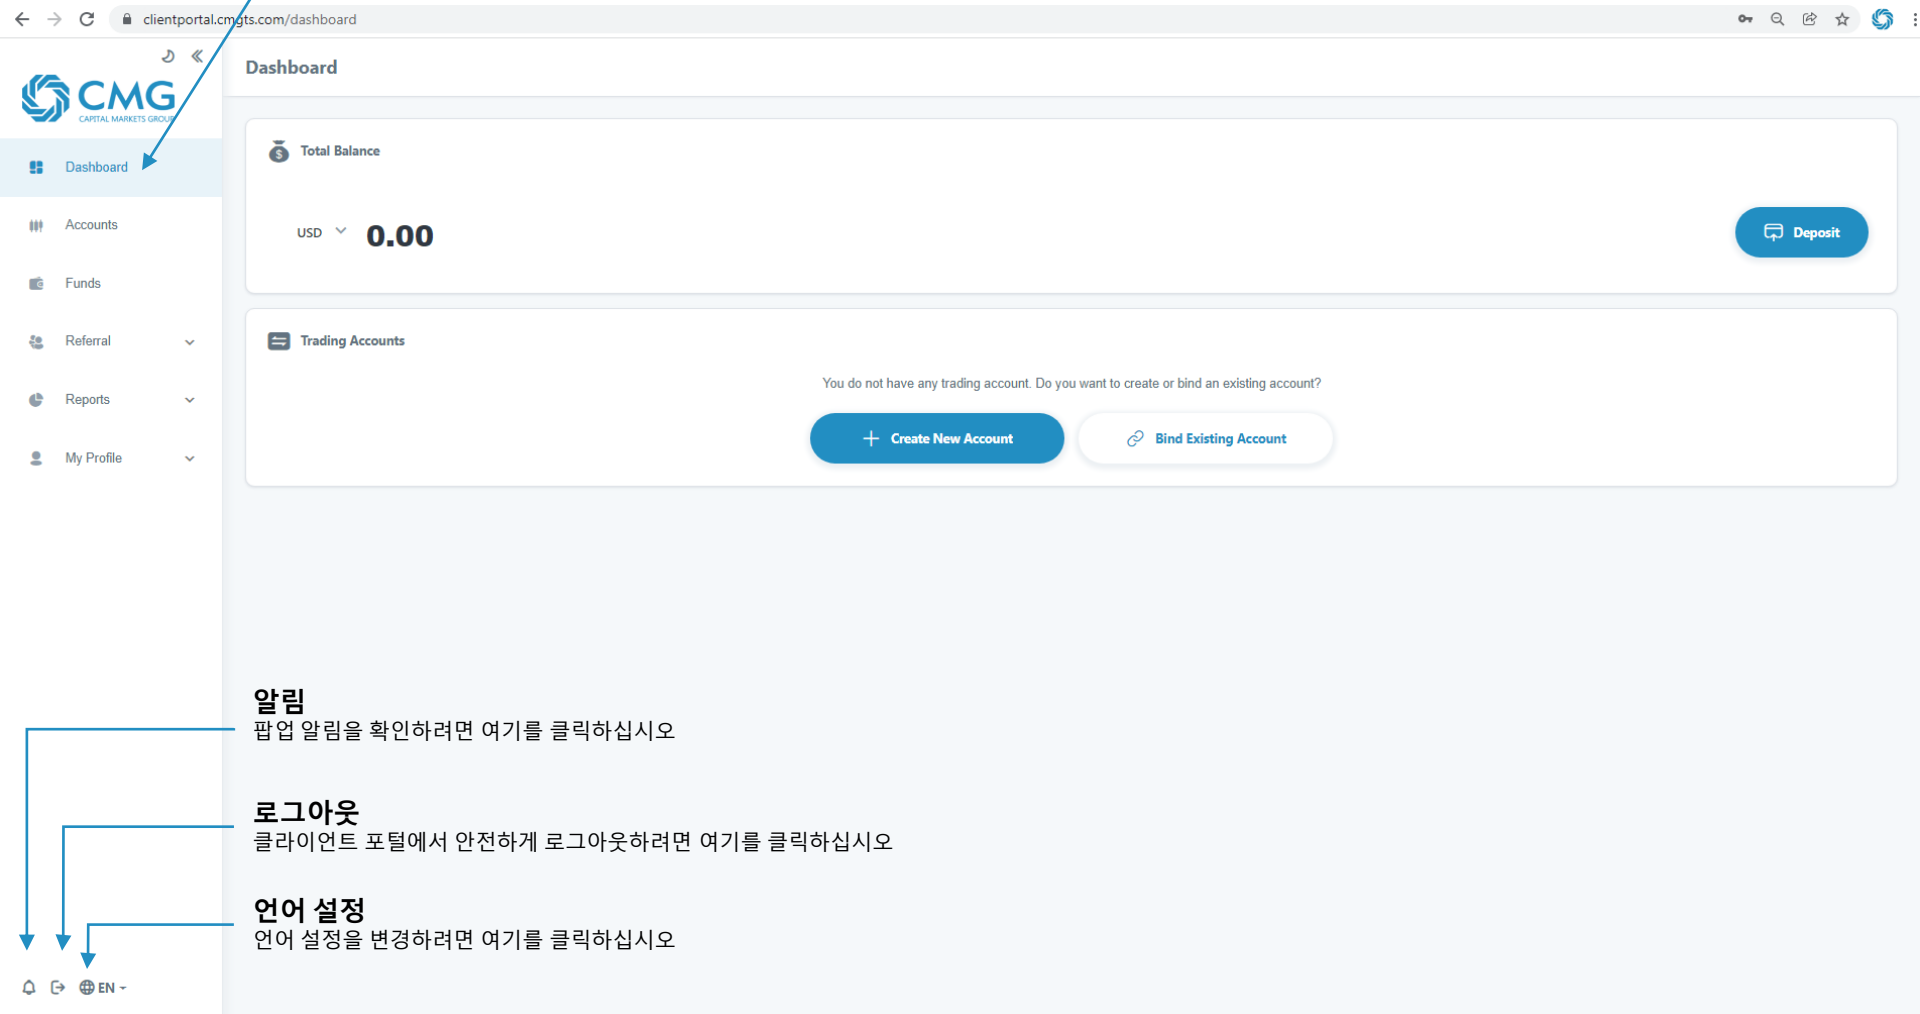 clientportal.cmgts.com/dashboard
CMG
CAPITAL MARKETS GROUP
Dashboard
Dashboard
Accounts
Funds
Referral
Reports
My Profile
Total Balance
USD 0.00
Deposit
Trading Accounts
You do not have any trading account. Do you want to create or bind an existing account?
Create New Account
Bind Existing Account
알림
팝업 알림을 확인하려면 여기를 클릭하십시오
로그아웃
클라이언트 포털에서 안전하게 로그아웃하려면 여기를 클릭하십시오
언어 설정
언어 설정을 변경하려면 여기를 클릭하십시오
EN